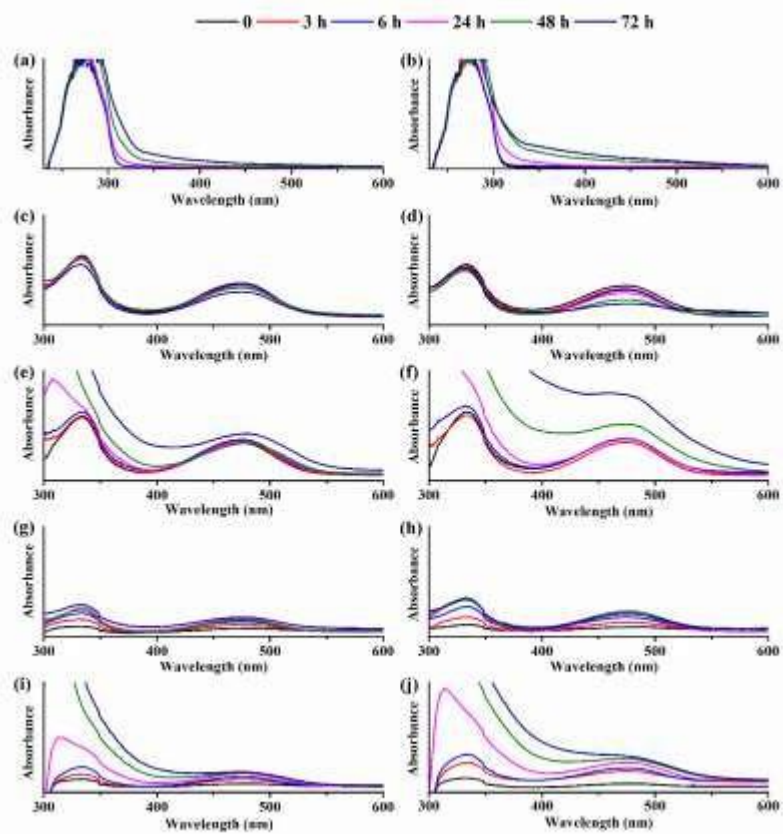 0 3 h 6 h 24 h 48 h 72 h
(a) (b)
Absorbance Absorbance
300 400 500 600 300 400 500 600
Wavelength (nm) Wavelength (nm)
(c) (d)
Absorbance Absorbance
300 400 500 600 300 400 500 600
Wavelength (nm) Wavelength (nm)
(e) (f)
Absorbance Absorbance
300 400 500 600 300 400 500 600
Wavelength (nm) Wavelength (nm)
(g) (h)
Absorbance Absorbance
300 400 500 600 300 400 500 600
Wavelength (nm) Wavelength (nm)
(i) (j)
Absorbance Absorbance
300 400 500 600 300 400 500 600
Wavelength (nm) Wavelength (nm)